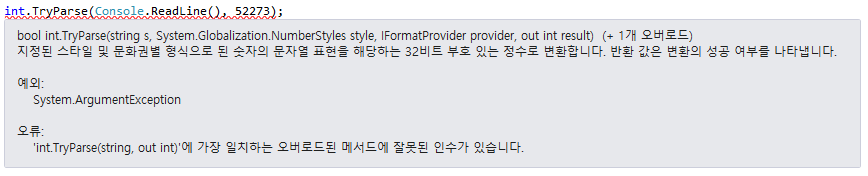 int.TryParse(Console.ReadLine(), 52273);
bool int.TryParse(string s, System.Globalization.NumberStyles style, IFormatProvider provider, out int result)  (+ 1개 오버로드)
지정된 스타일 및 문화권별 형식으로 된 숫자의 문자열 표현을 해당하는 32비트 부호 있는 정수로 변환합니다. 반환 값은 변환의 성공 여부를 나타냅니다.
예외:
System.ArgumentException
오류:
'int.TryParse(string, out int)'에 가장 일치하는 오버로드된 메서드에 잘못된 인수가 있습니다.